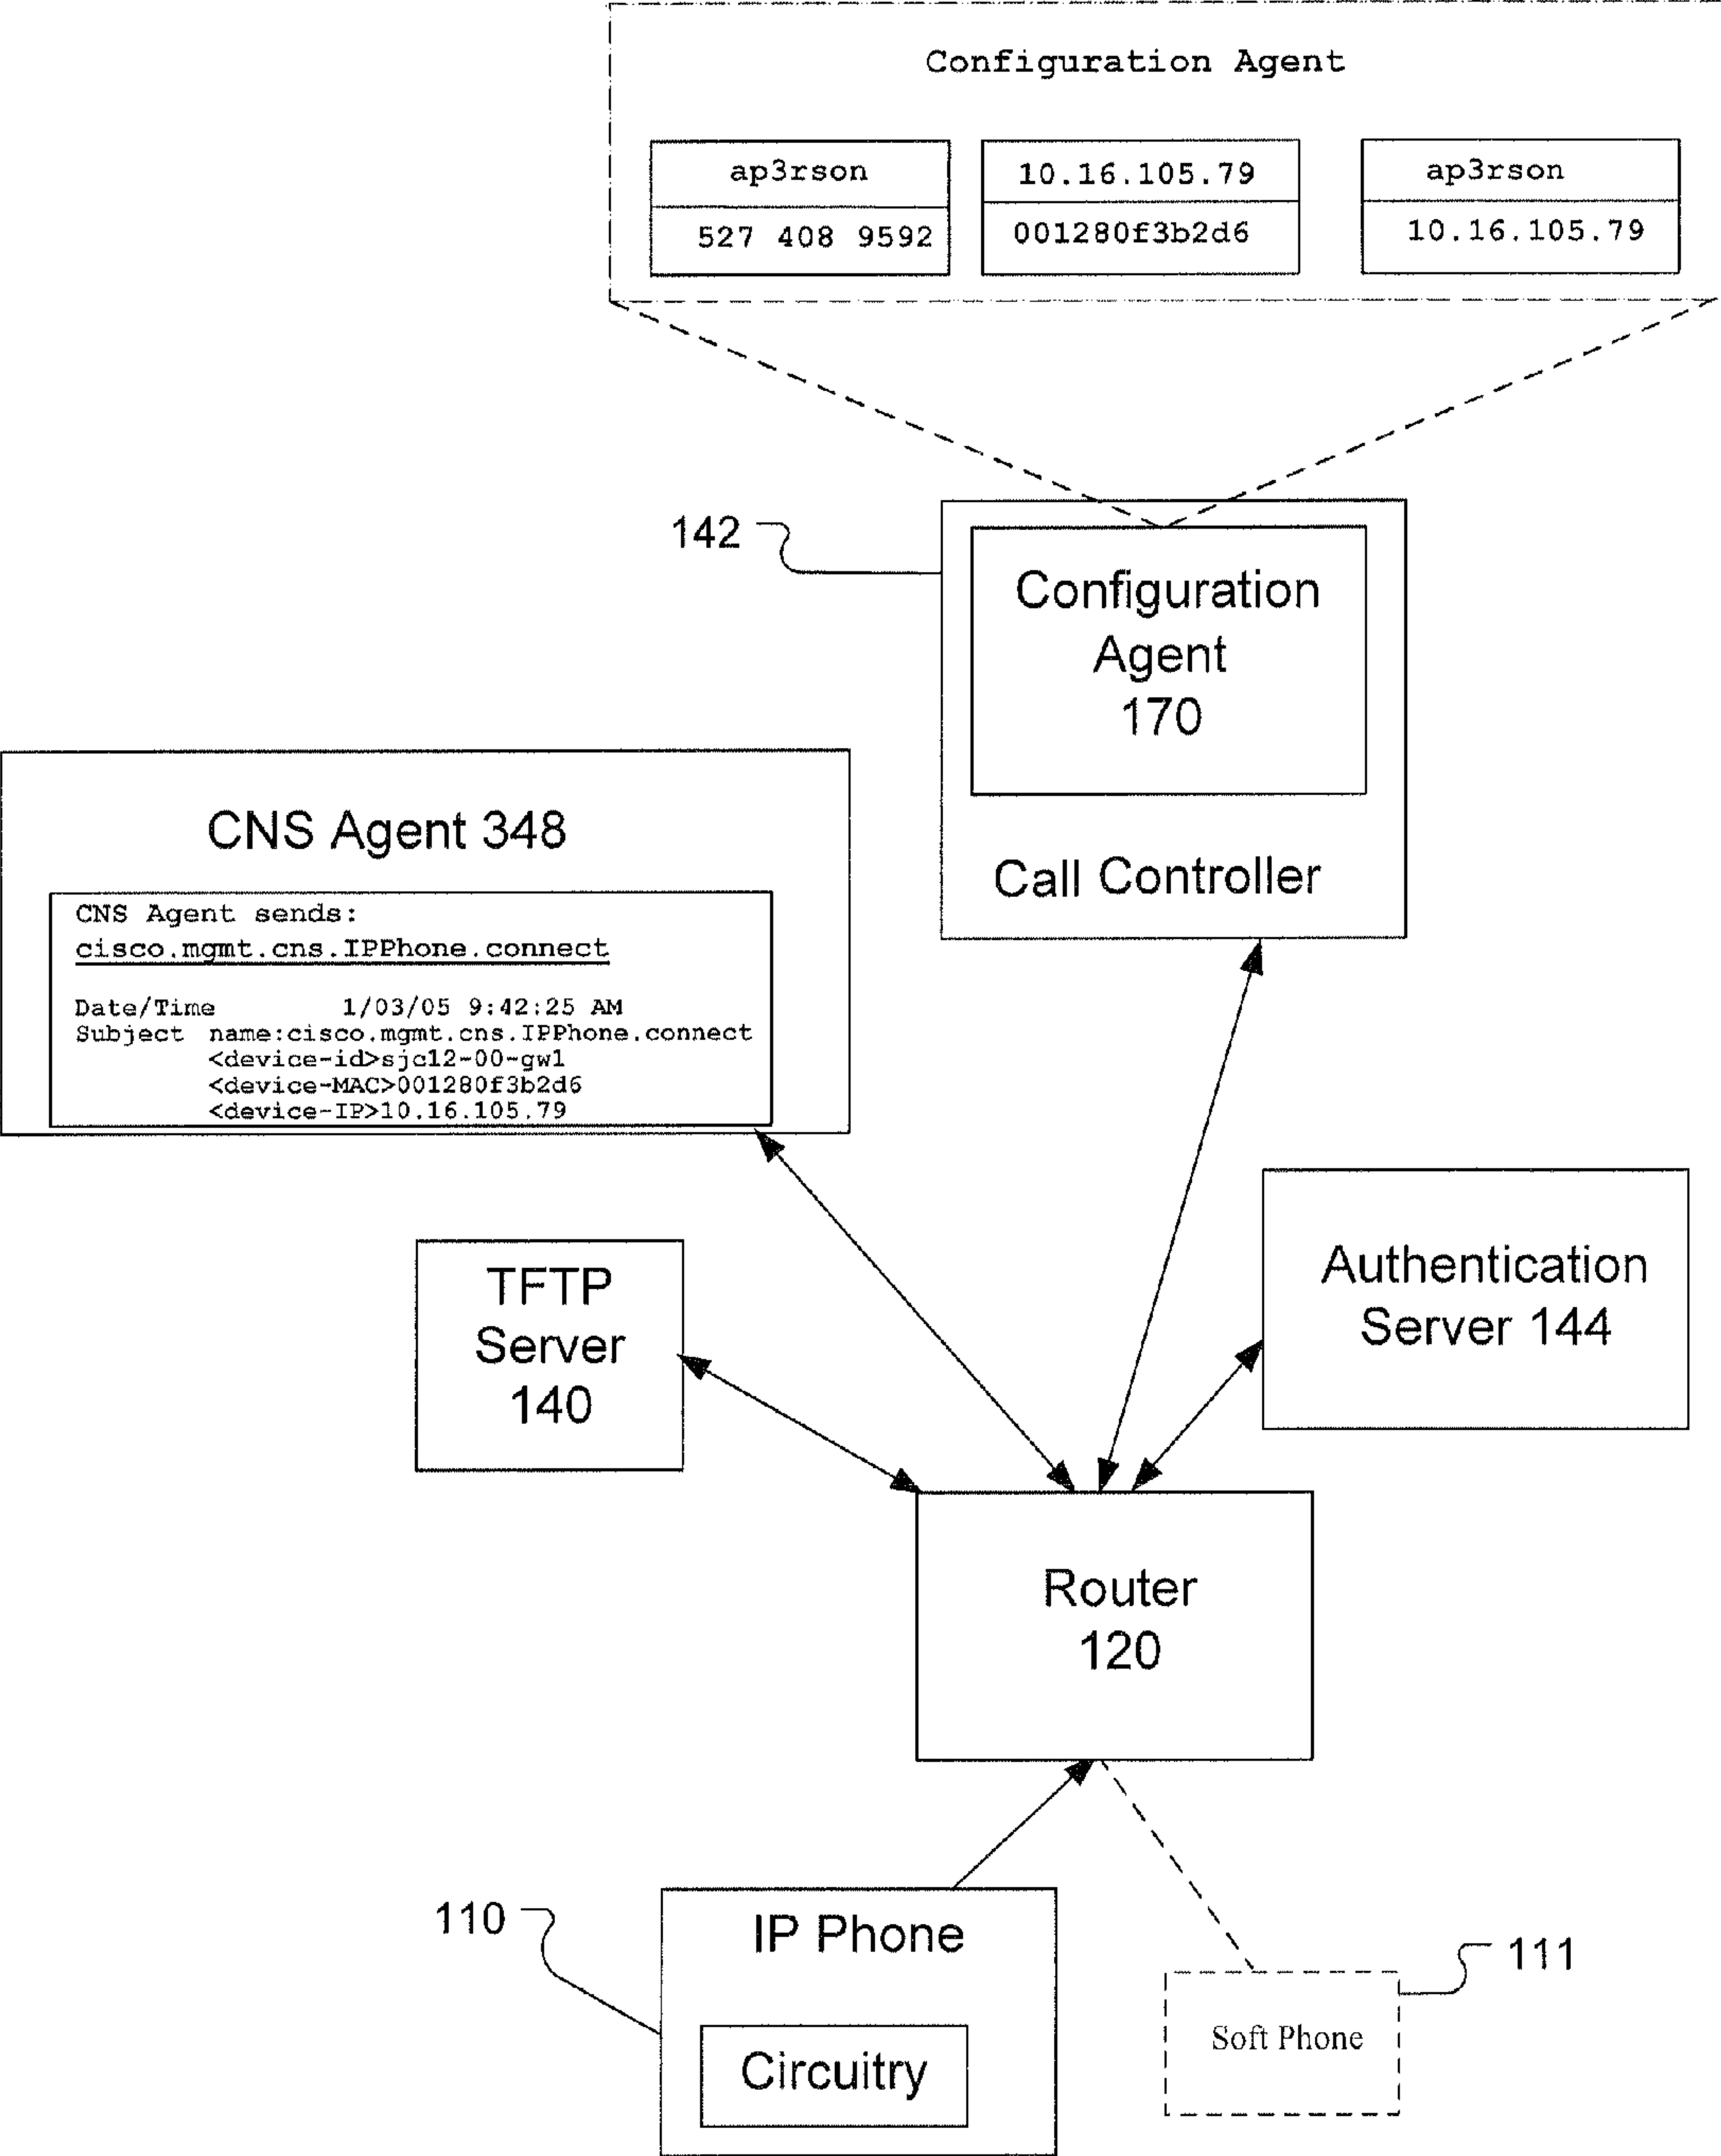 Configuration Agent
ap3rson
527 408 9592
10.16.105.79
001280f3b2d6
ap3rson
10.16.105.79
142
Configuration
Agent
170
Call Controller
CNS Agent 348
CNS Agent sends:
cisco.mgmt.cns.IPPhone.connect
Date/Time 1/03/05 9:42:25 AM
Subject name:cisco.mgmt.cns.IPPhone.connect
<device-id>sjc12-00-gw1
<device-MAC>001280f3b2d6
<device-IP>10.16.105.79
TFTP
Server
140
Authentication
Server 144
Router
120
110
IP Phone
Circuitry
111
Soft Phone